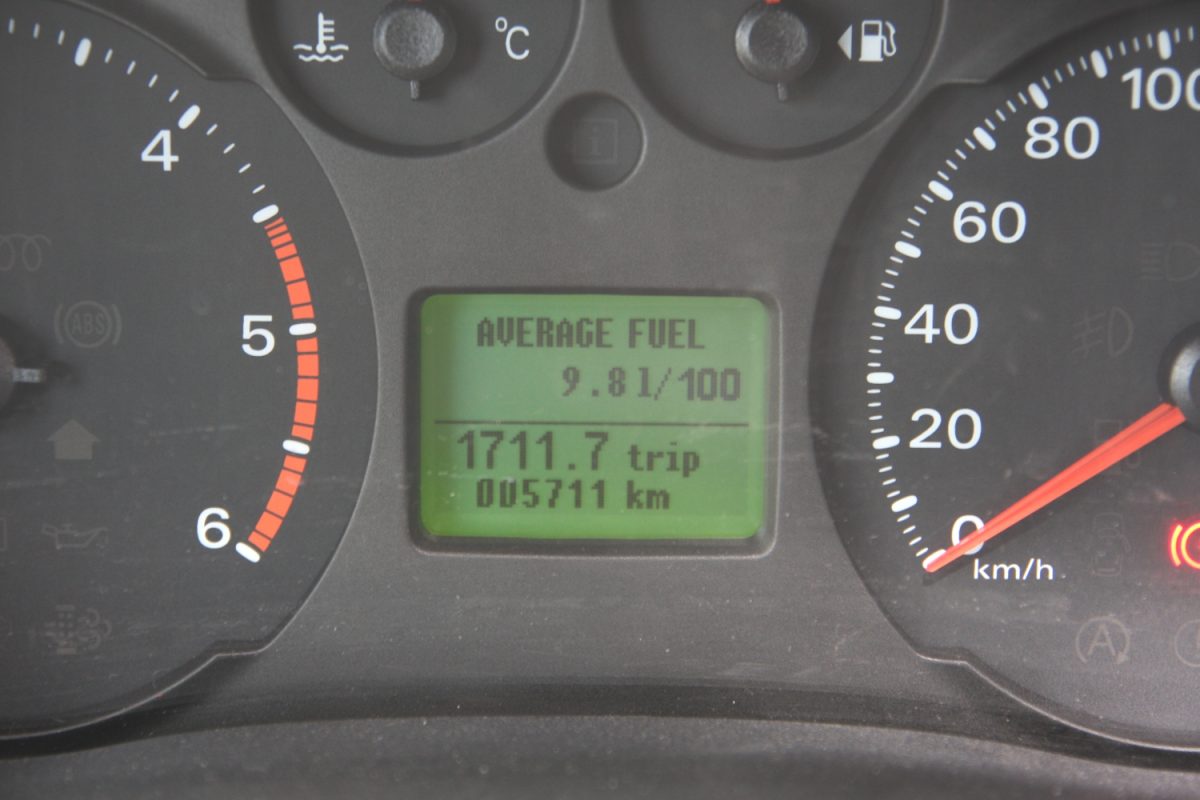 °C
4
5
6
ABS
i
AVERAGE FUEL
9.8 l/100
1711.7 trip
005711 km
100
80
60
40
20
0
km/h
A